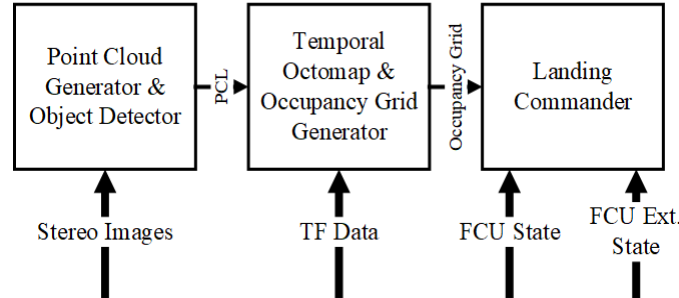 Point Cloud
Generator &
Object Detector
PCL
Temporal
Octomap &
Occupancy Grid
Generator
Occupancy Grid
Landing
Commander
Stereo Images
TF Data
FCU State
FCU Ext.
State